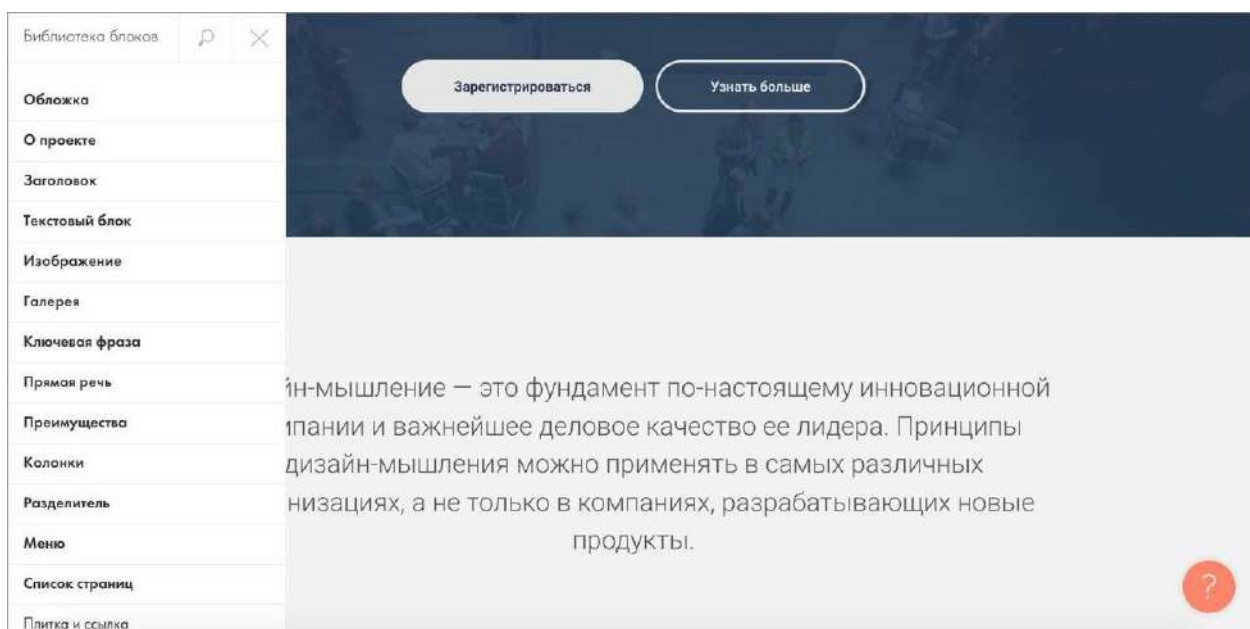 Библиотека блоков
Обложка
О проекте
Заголовок
Текстовый блок
Изображение
Галерея
Ключевая фраза
Прямая речь
Преимущества
Колонки
Разделитель
Меню
Список страниц
Плитка и ссылка
Зарегистрироваться
Узнать больше
йн-мышление — это фундамент по-настоящему инновационной
мпании и важнейшее деловое качество ее лидера. Принципы
дизайн-мышления можно применять в самых различных
низациях, а не только в компаниях, разрабатывающих новые
продукты.
?